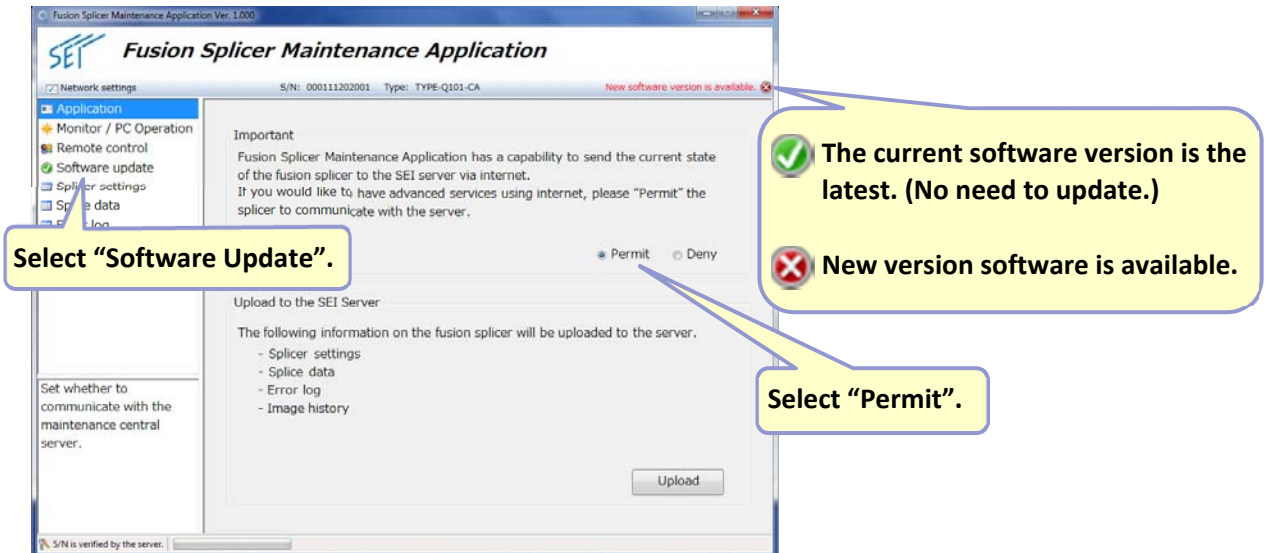 Fusion Splicer Maintenance Application Ver. 1.000
SEI Fusion Splicer Maintenance Application
Network settings S/N: 000111202001 Type: TYPE-Q101-CA New software version is available.
Application
Monitor / PC Operation
Remote control
Software update
Splicer settings
Splice data
Error log
Select “Software Update”.
Set whether to
communicate with the
maintenance central
server.
Important
Fusion Splicer Maintenance Application has a capability to send the current state
of the fusion splicer to the SEI server via internet.
If you would like to have advanced services using internet, please “Permit” the
splicer to communicate with the server.
Permit Deny
Upload to the SEI Server
The following information on the fusion splicer will be uploaded to the server.
- Splicer settings
- Splice data
- Error log
- Image history
Upload
S/N is verified by the server.
The current software version is the
latest. (No need to update.)
New version software is available.
Select “Permit”.